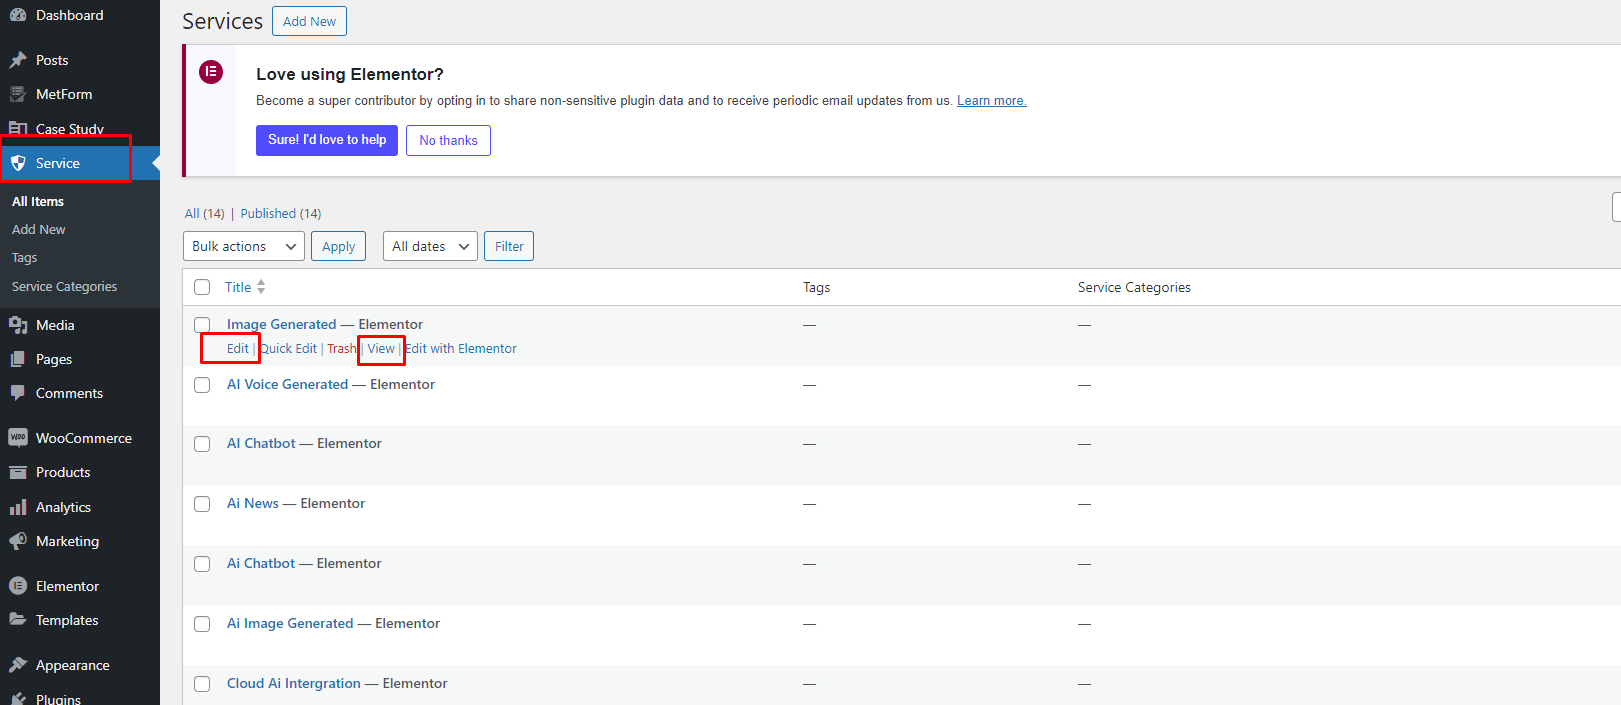 Dashboard
Posts
MetForm
Case Study
Service
All Items
Add New
Tags
Service Categories
Media
Pages
Comments
WooCommerce
Products
Analytics
Marketing
Elementor
Templates
Appearance
Plugins
Services Add New
Love using Elementor?
Become a super contributor by opting in to share non-sensitive plugin data and to receive periodic email updates from us. Learn more.
Sure! I'd love to help No thanks
All (14) | Published (14)
Bulk actions Apply All dates Filter
Title Tags Service Categories
Image Generated — Elementor — —
Edit | Quick Edit | Trash | View | Edit with Elementor
AI Voice Generated — Elementor — —
AI Chatbot — Elementor — —
Ai News — Elementor — —
Ai Chatbot — Elementor — —
Ai Image Generated — Elementor — —
Cloud Ai Intergration — Elementor — —